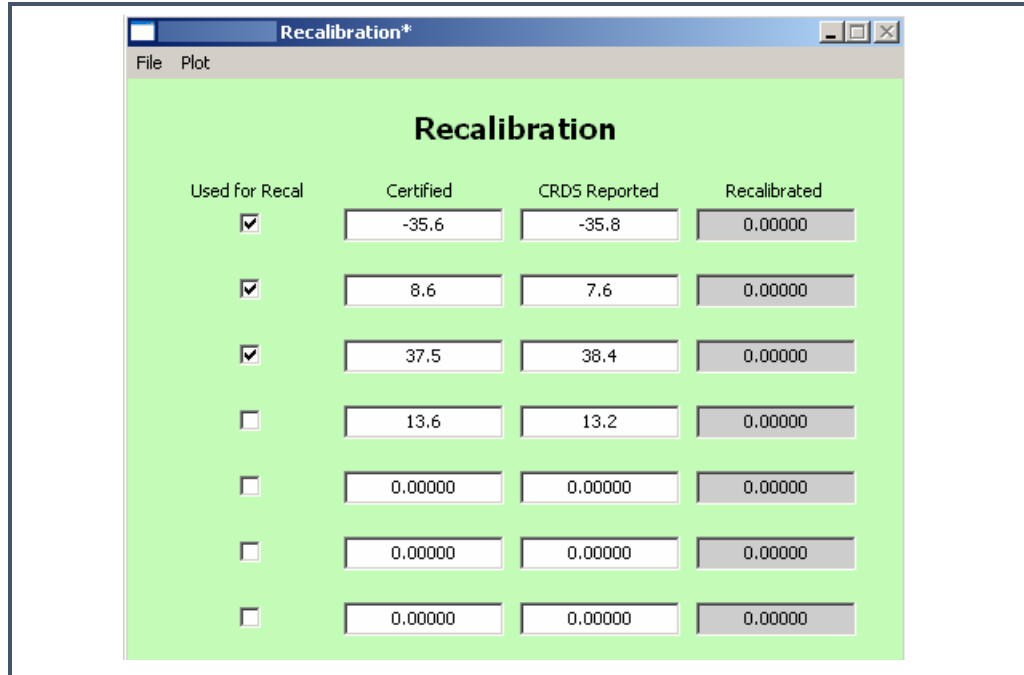 Recalibration*
File Plot
Recalibration
Used for Recal Certified CRDS Reported Recalibrated
-35.6 -35.8 0.00000
8.6 7.6 0.00000
37.5 38.4 0.00000
13.6 13.2 0.00000
0.00000 0.00000 0.00000
0.00000 0.00000 0.00000
0.00000 0.00000 0.00000